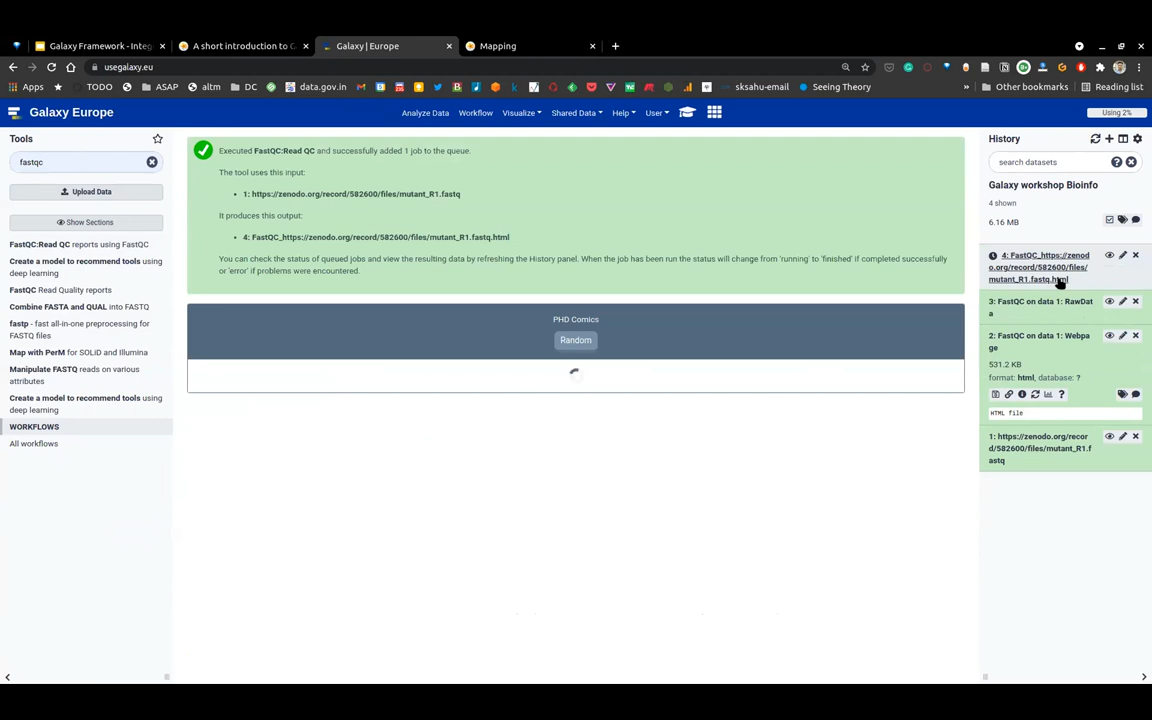 Galaxy Framework - Integ
A short introduction to G
Galaxy | Europe
Mapping
usegalaxy.eu
Apps
TODO
ASAP
altm
DC
data.gov.in
sksahu-email
Seeing Theory
Other bookmarks
Reading list
Galaxy Europe
Analyze Data
Workflow
Visualize
Shared Data
Help
User
Using 2%
Tools
fastqc
Upload Data
Show Sections
FastQC:Read QC reports using FastQC
Create a model to recommend tools using
deep learning
FastQC Read Quality reports
Combine FASTA and QUAL into FASTQ
fastp - fast all-in-one preprocessing for
FASTQ files
Map with PerM for SOLiD and Illumina
Manipulate FASTQ reads on various
attributes
Create a model to recommend tools using
deep learning
WORKFLOWS
All workflows
Executed FastQC:Read QC and successfully added 1 job to the queue.
The tool uses this input:
• 1: https://zenodo.org/record/582600/files/mutant_R1.fastq
It produces this output:
• 4: FastQC_https://zenodo.org/record/582600/files/mutant_R1.fastq.html
You can check the status of queued jobs and view the resulting data by refreshing the History panel. When the job has been run the status will change from 'running' to 'finished' if completed successfully
or 'error' if problems were encountered.
PHD Comics
Random
History
search datasets
Galaxy workshop Bioinfo
4 shown
6.16 MB
4: FastQC_https://zenod
o.org/record/582600/files/
mutant_R1.fastq.html
3: FastQC on data 1: RawDat
a
2: FastQC on data 1: Webpa
ge
531.2 KB
format: html, database: ?
HTML file
1: https://zenodo.org/recor
d/582600/files/mutant_R1.f
astq